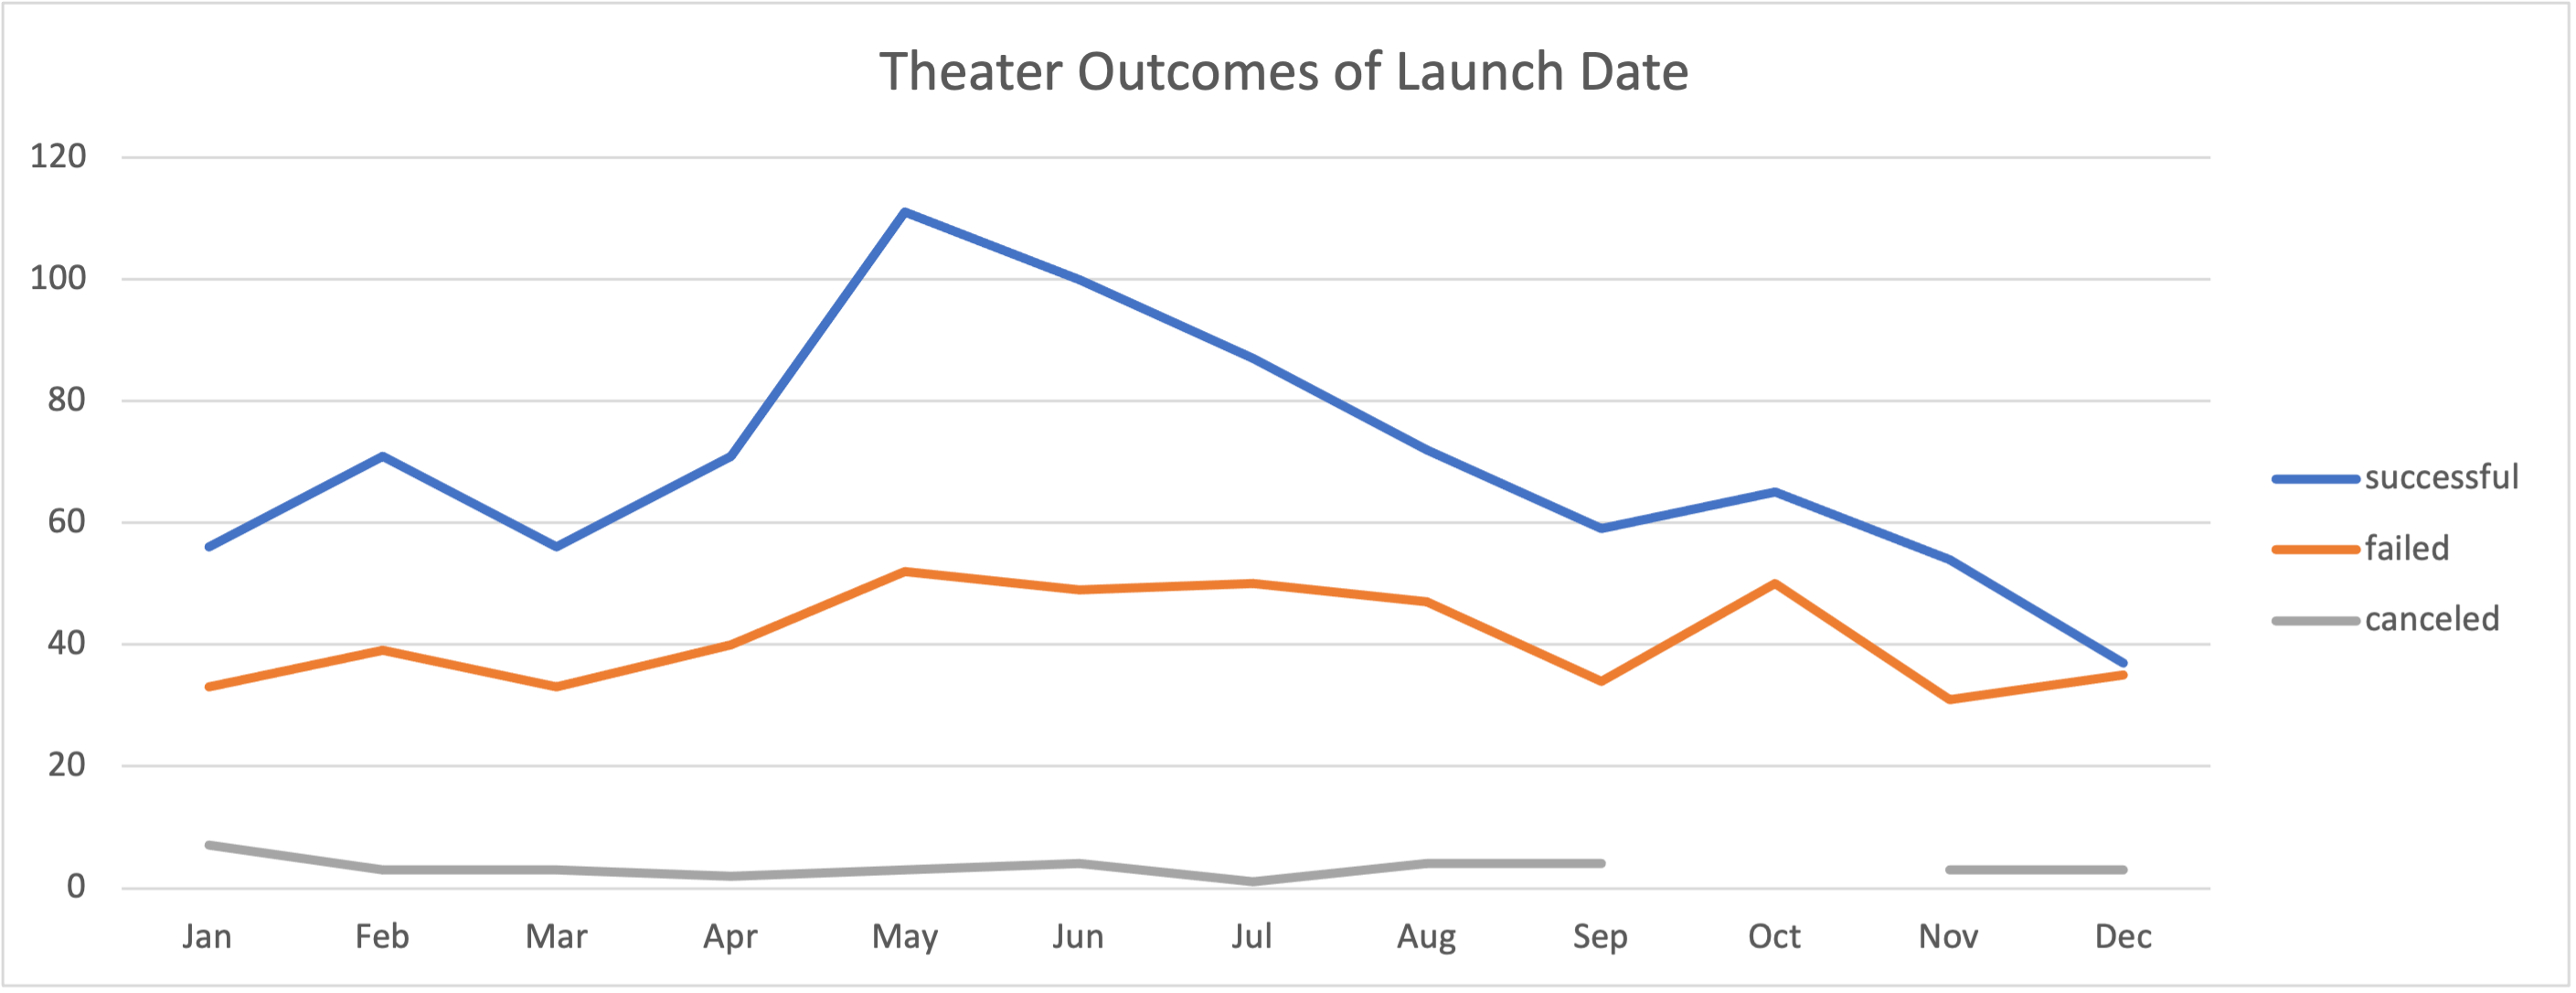 Theater Outcomes of Launch Date
120
100
80
60
40
20
0
Jan Feb Mar Apr May Jun Jul Aug Sep Oct Nov Dec
successful
failed
canceled